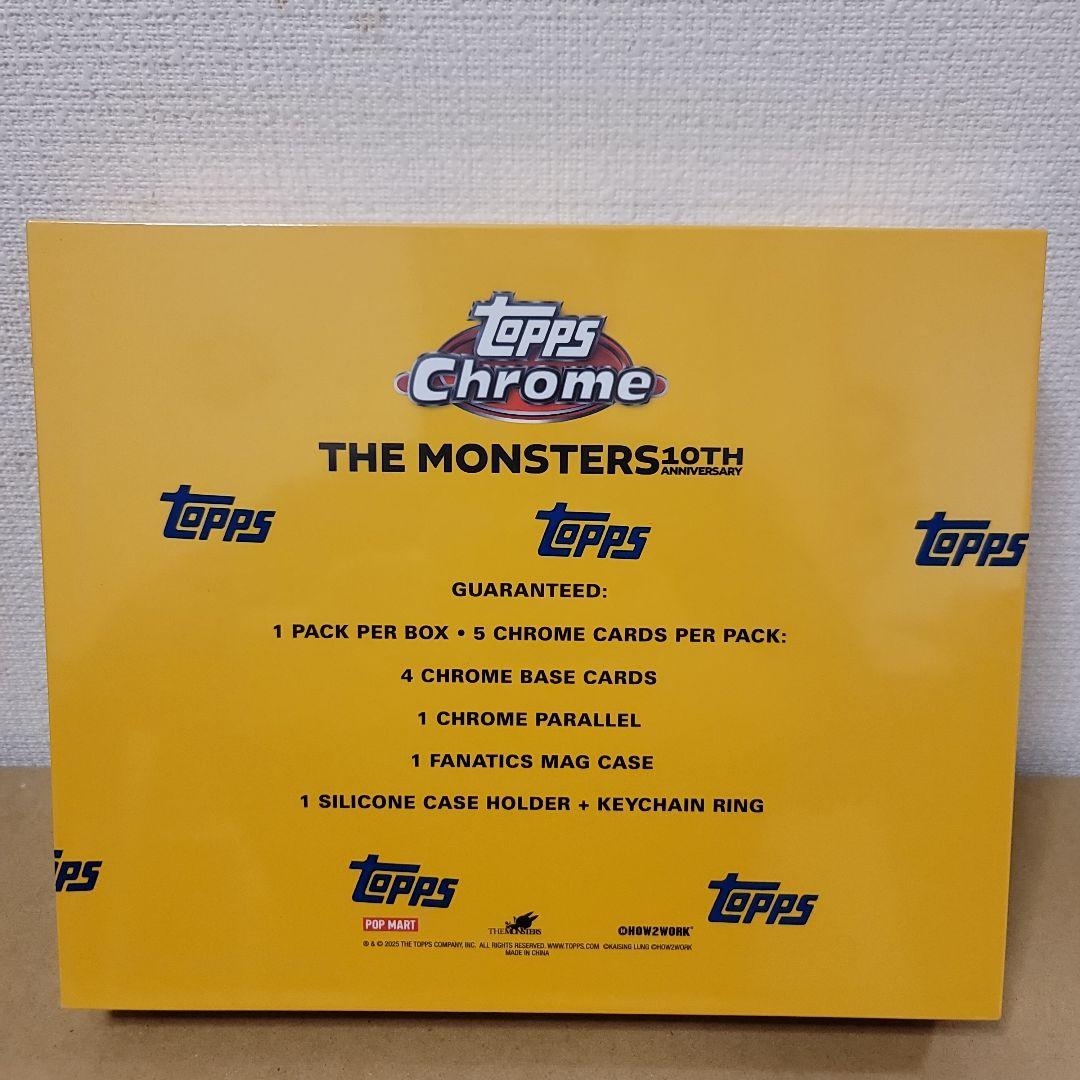 topps
Chrome
THE MONSTERS 10TH
ANNIVERSARY
topps topps topps
GUARANTEED:
1 PACK PER BOX • 5 CHROME CARDS PER PACK:
4 CHROME BASE CARDS
1 CHROME PARALLEL
1 FANATICS MAG CASE
1 SILICONE CASE HOLDER + KEYCHAIN RING
pps topps topps
POP MART THE MONSTERS HOW2WORK
® & © 2025 THE TOPPS COMPANY, INC. ALL RIGHTS RESERVED. WWW.TOPPS.COM ©KAISING LUNG ©HOW2WORK
MADE IN CHINA